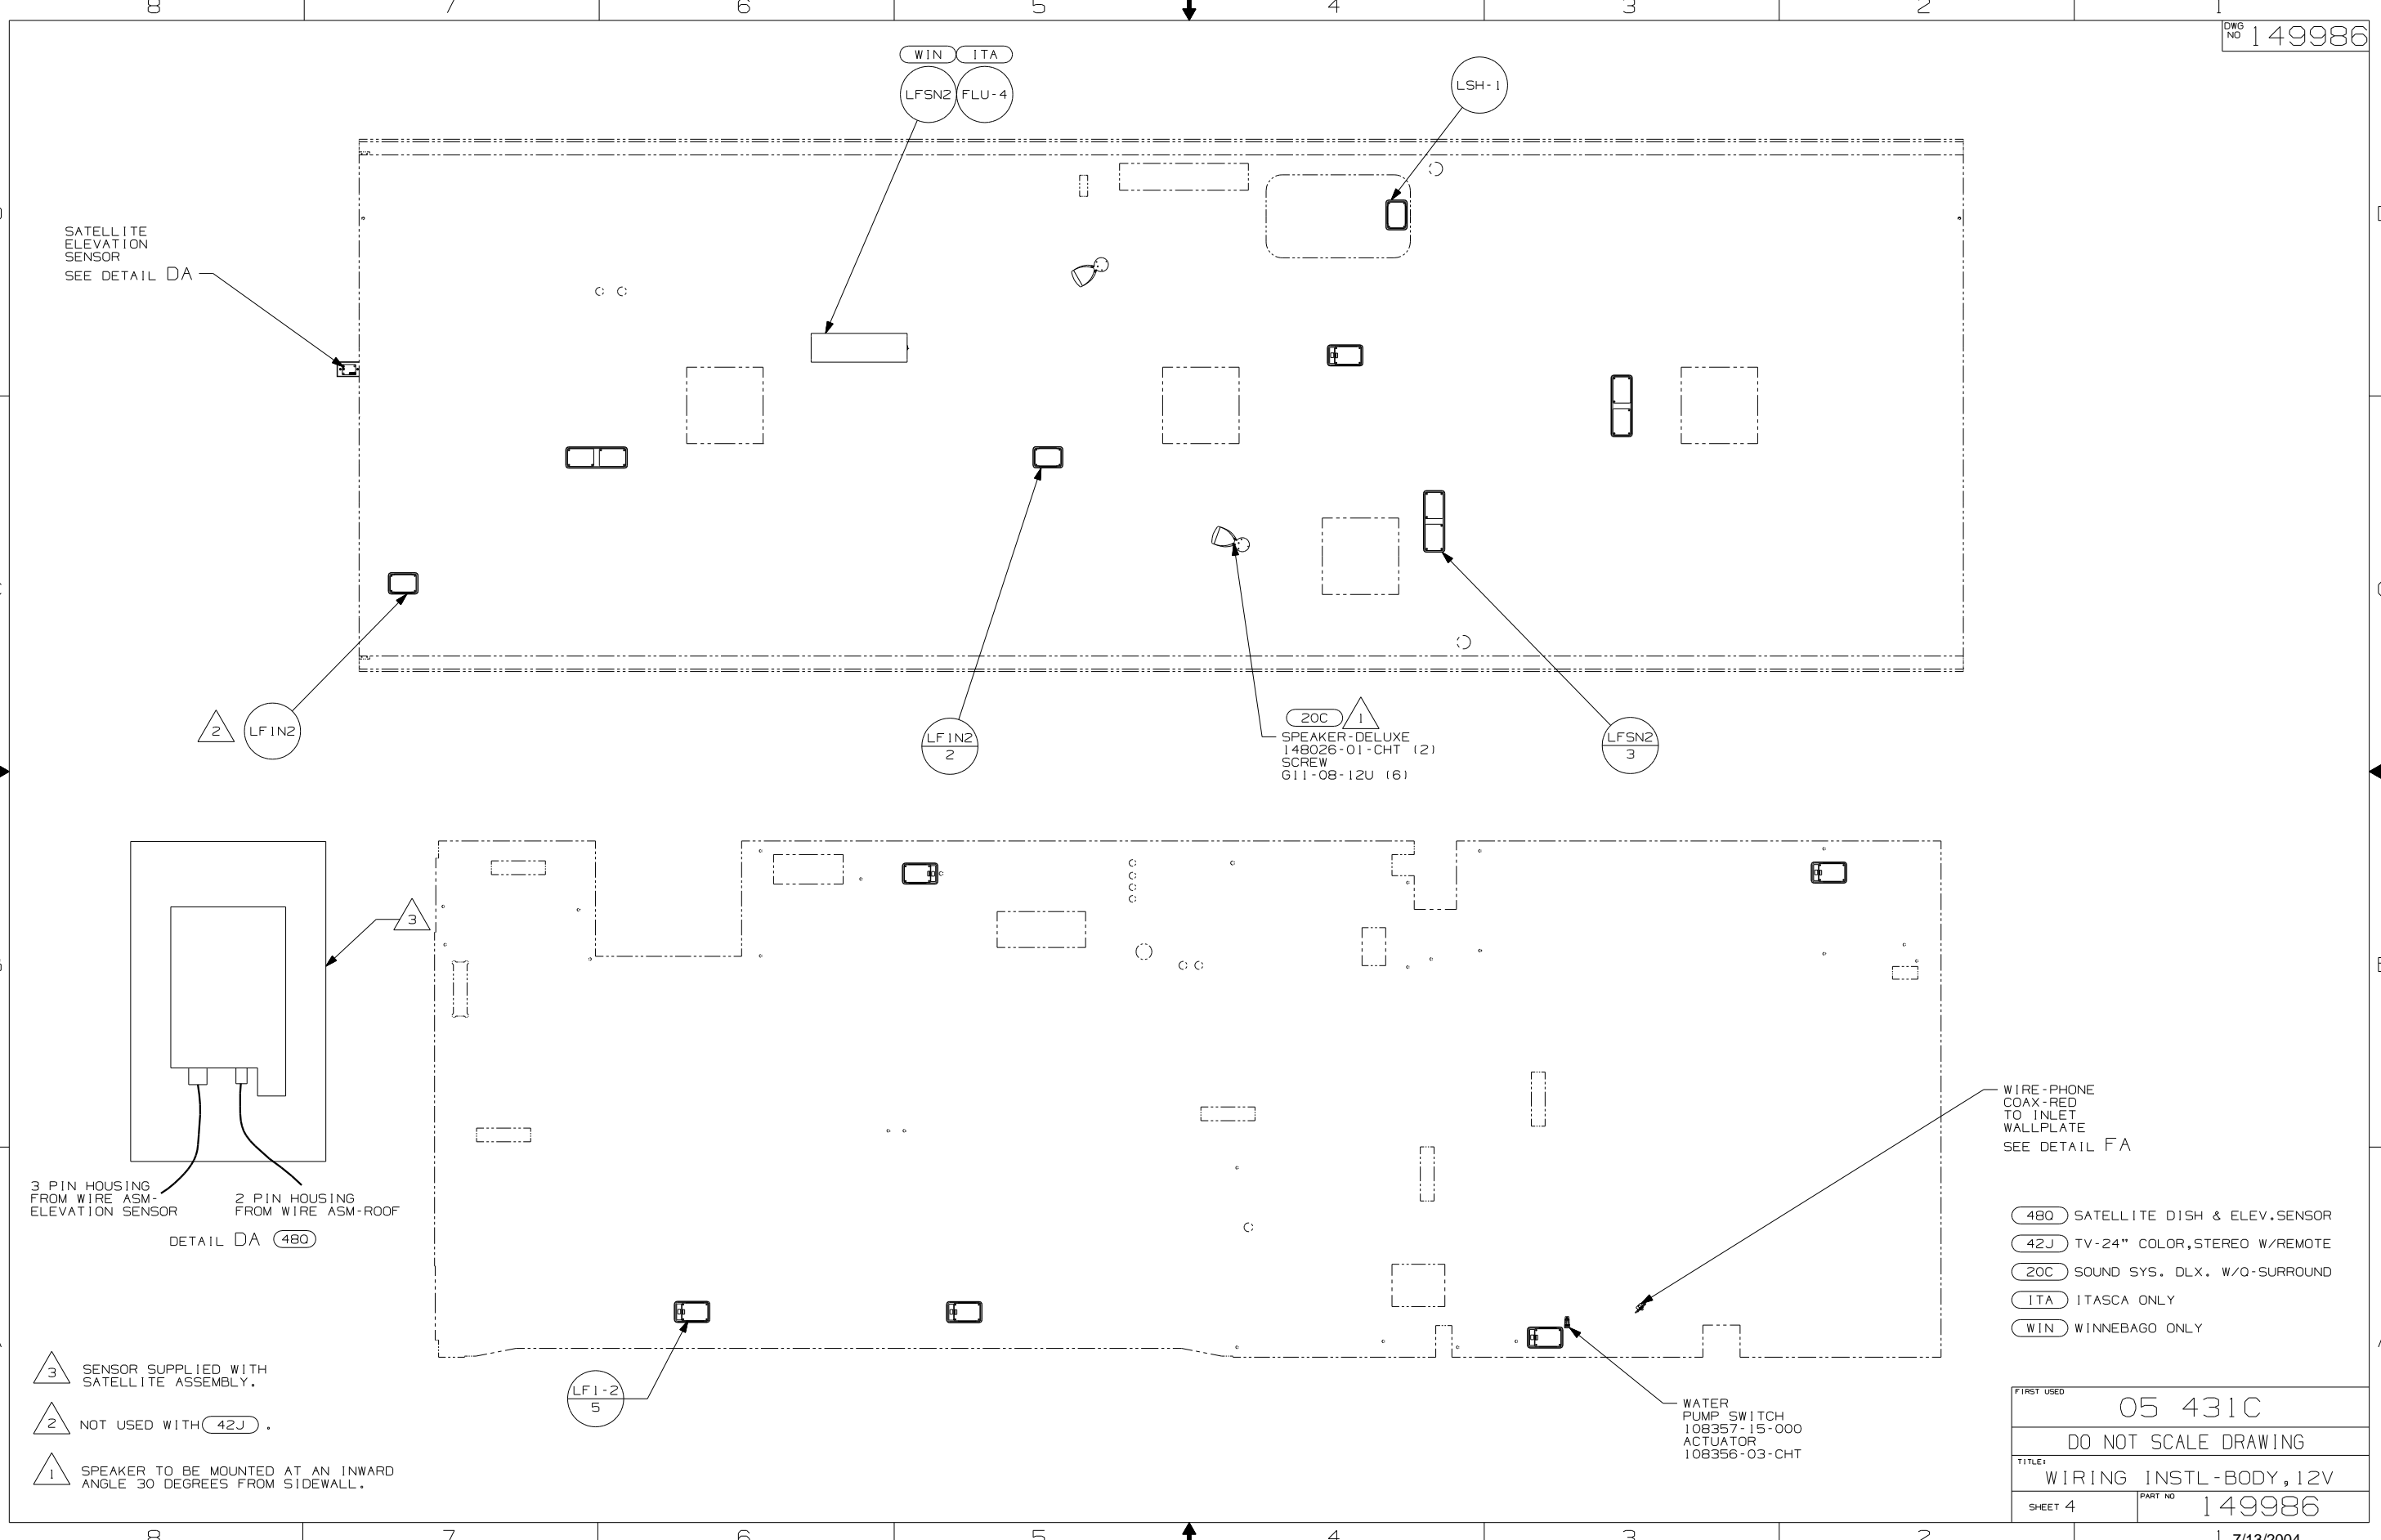 8 7 6 5 4 3 2 1
DWG
NO 149986
WIN ITA
LFSN2 FLU-4
LSH-1
SATELLITE
ELEVATION
SENSOR
SEE DETAIL DA
2 LF1N2
LF1N2
2
20C 1
SPEAKER-DELUXE
148026-01-CHT (2)
SCREW
G11-08-12U (6)
LFSN2
3
3
3 PIN HOUSING
FROM WIRE ASM-
ELEVATION SENSOR
2 PIN HOUSING
FROM WIRE ASM-ROOF
DETAIL DA 48Q
WIRE-PHONE
COAX-RED
TO INLET
WALLPLATE
SEE DETAIL FA
48Q SATELLITE DISH & ELEV.SENSOR
42J TV-24" COLOR,STEREO W/REMOTE
20C SOUND SYS. DLX. W/Q-SURROUND
ITA ITASCA ONLY
WIN WINNEBAGO ONLY
3 SENSOR SUPPLIED WITH
SATELLITE ASSEMBLY.
2 NOT USED WITH 42J .
1 SPEAKER TO BE MOUNTED AT AN INWARD
ANGLE 30 DEGREES FROM SIDEWALL.
LF1-2
5
WATER
PUMP SWITCH
108357-15-000
ACTUATOR
108356-03-CHT
FIRST USED
05 431C
DO NOT SCALE DRAWING
TITLE:
WIRING INSTL-BODY,12V
SHEET 4
PART NO 149986
8 7 6 5 4 3 2 1
7/13/2004